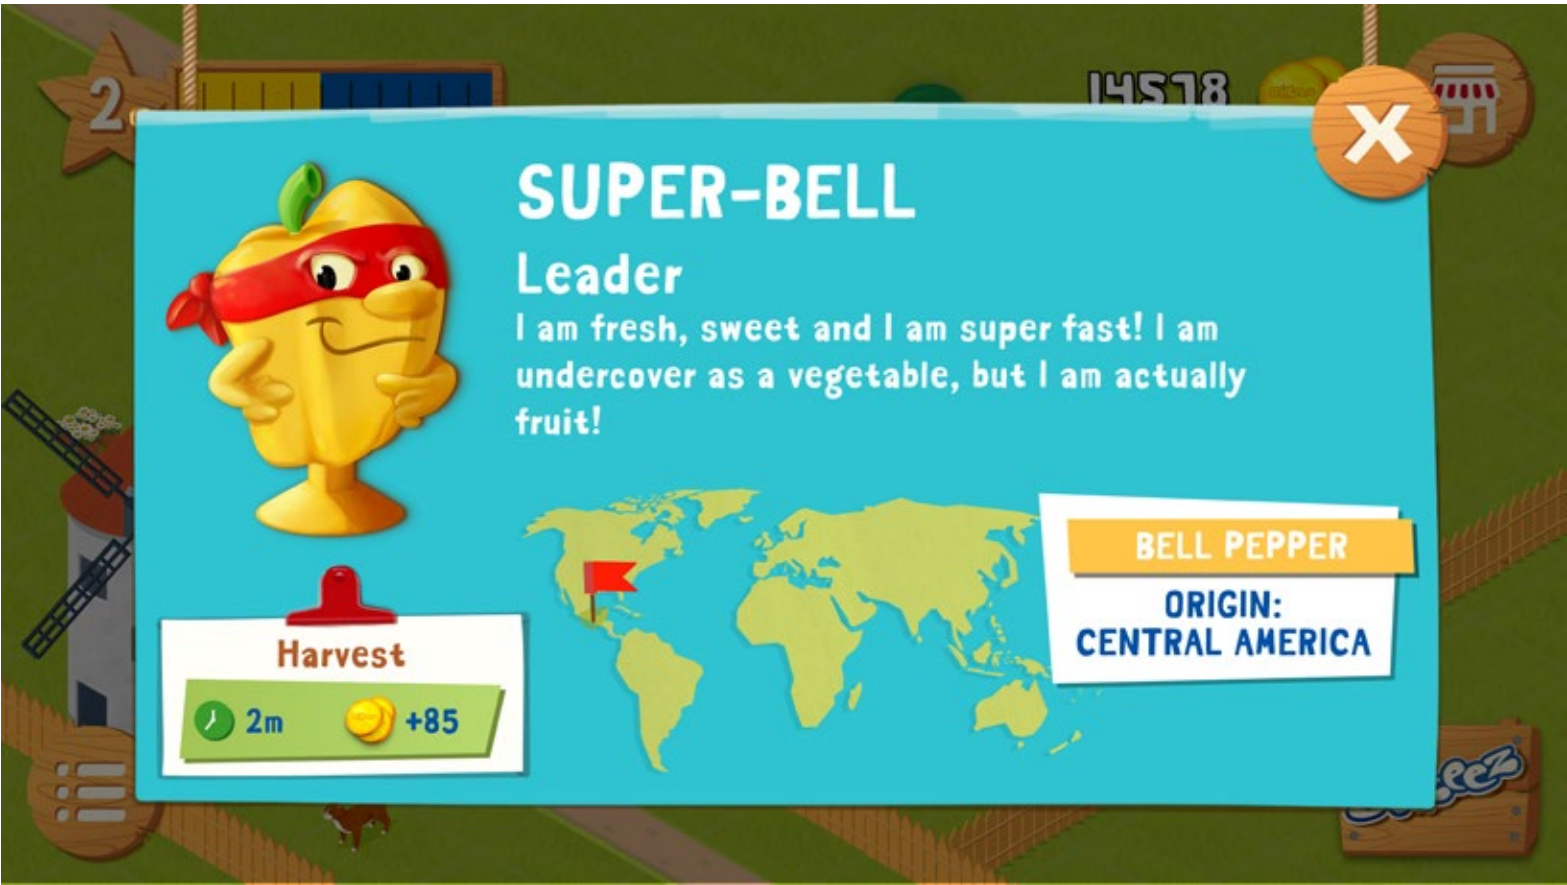 2
14578
X
SUPER-BELL
Leader
I am fresh, sweet and I am super fast! I am
undercover as a vegetable, but I am actually
fruit!
BELL PEPPER
ORIGIN:
CENTRAL AMERICA
Harvest
2m +85